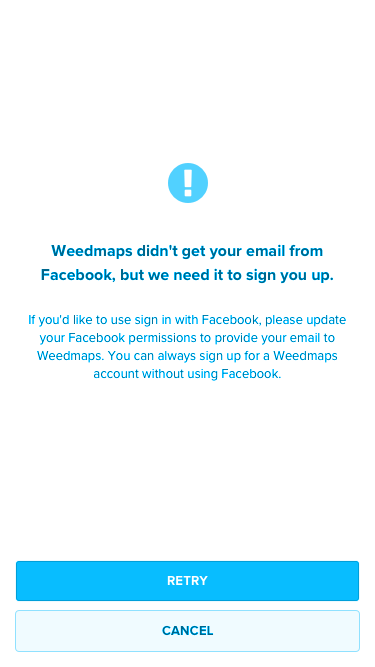 Weedmaps didn't get your email from
Facebook, but we need it to sign you up.
If you'd like to use sign in with Facebook, please update
your Facebook permissions to provide your email to
Weedmaps. You can always sign up for a Weedmaps
account without using Facebook.
RETRY
CANCEL